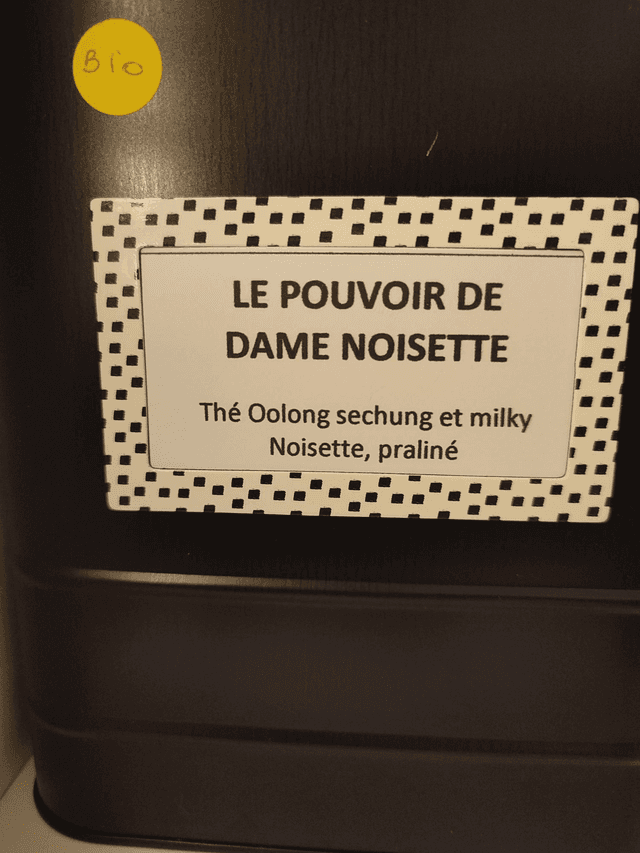 Bio
LE POUVOIR DE
DAME NOISETTE
Thé Oolong sechung et milky
Noisette, praliné